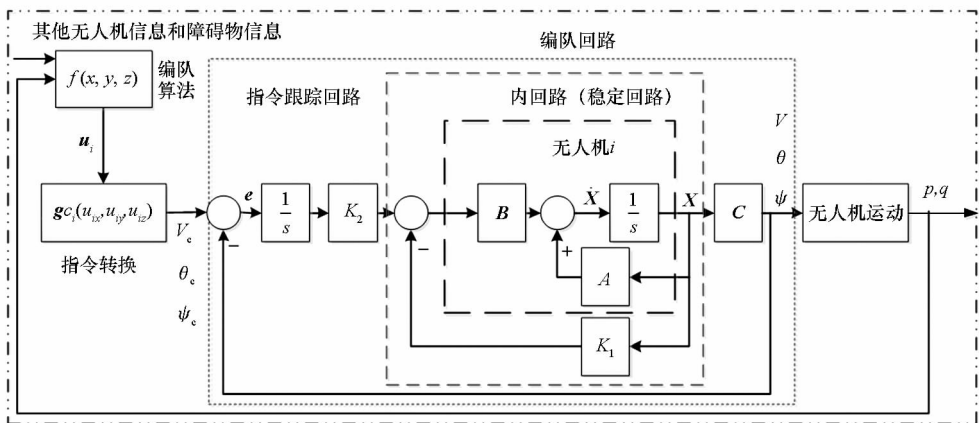 其他无人机信息和障碍物信息
编队回路
f(x, y, z)
编队
算法
指令跟踪回路
内回路（稳定回路）
无人机i
u_i
V
θ
ψ
p,q
gc_i(u_ix,u_iy,u_iz)
e
1/s
K_2
B
Ẋ
1/s
X
C
无人机运动
−
−
+
V_c
θ_c
ψ_c
指令转换
A
K_1